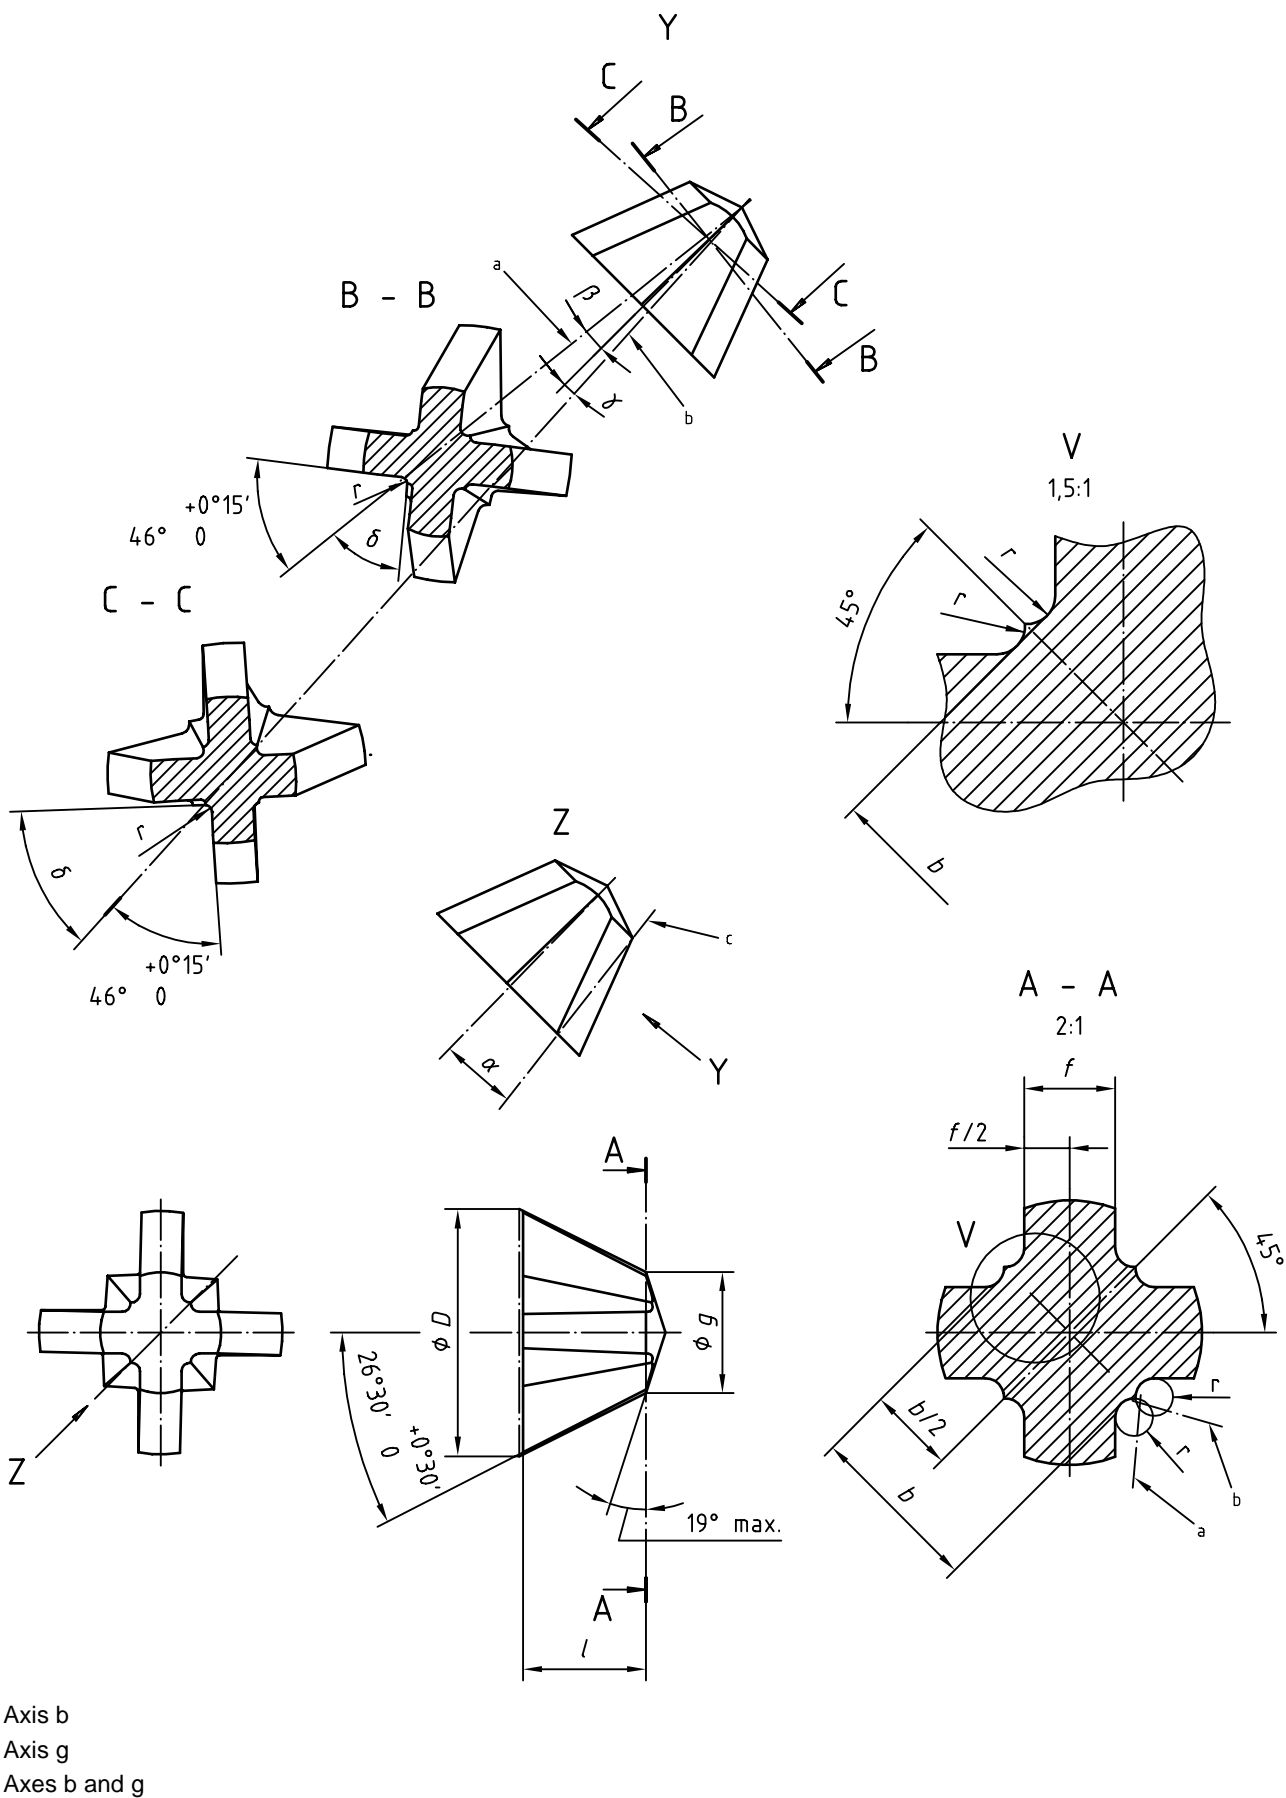 Y
C
B
a
β
C
B
B - B
γ
b
V
1,5:1
r
+0°15′
46° 0
δ
r
r
45°
C - C
b
r
δ
Z
c
+0°15′
46° 0
A - A
2:1
α
Y
f
A
f/2
V
45°
ϕ D
ϕ g
26°30′ +0°30′ 0
r
b/2
r
b
b
a
Z
19° max.
A
l
Axis b
Axis g
Axes b and g